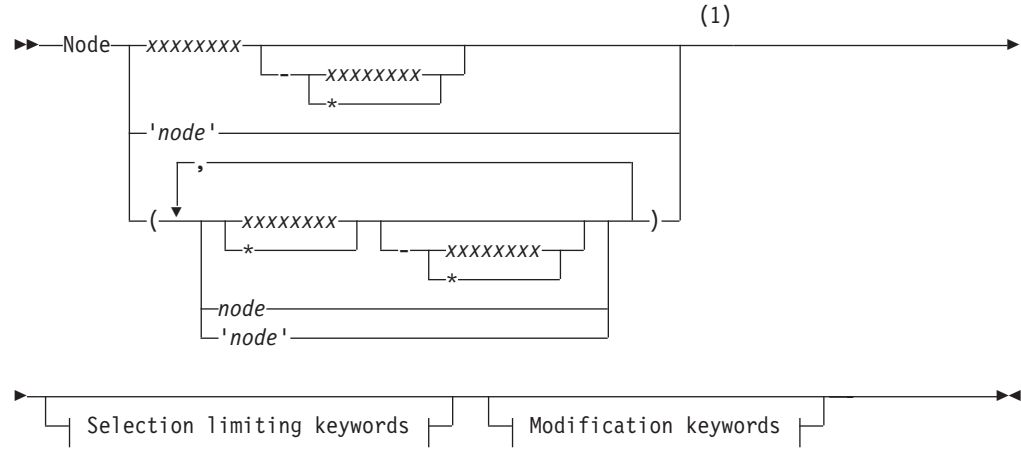 (1)
Node xxxxxxxx
- xxxxxxxx
*
'node'
,
( xxxxxxxx )
* - xxxxxxxx
*
node
'node'
Selection limiting keywords Modification keywords